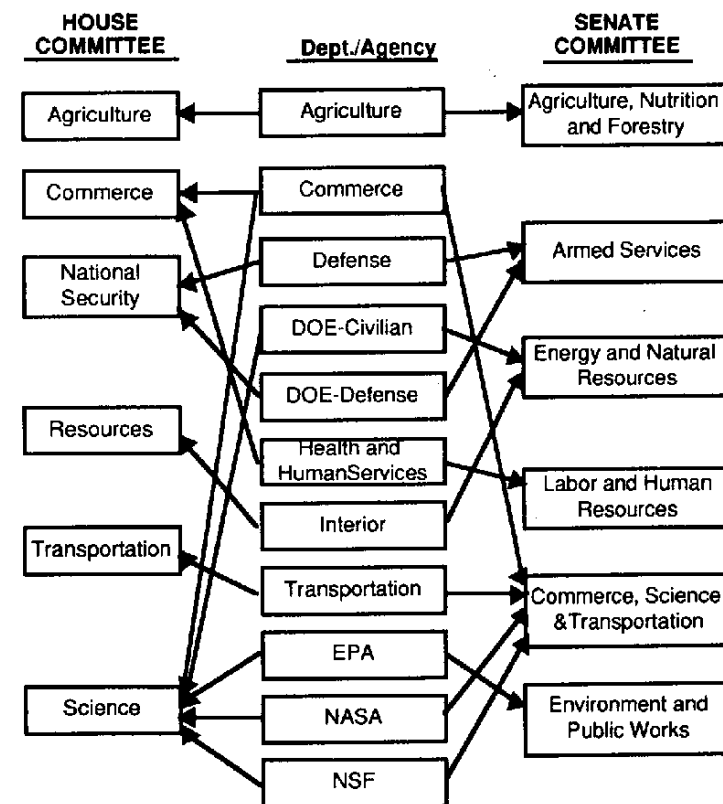 HOUSE
COMMITTEE
Agriculture
Commerce
National
Security
Resources
Transportation
Science
Dept./Agency
Agriculture
Commerce
Defense
DOE-Civilian
DOE-Defense
Health and
HumanServices
Interior
Transportation
EPA
NASA
NSF
SENATE
COMMITTEE
Agriculture, Nutrition
and Forestry
Armed Services
Energy and Natural
Resources
Labor and Human
Resources
Commerce, Science
&Transportation
Environment and
Public Works